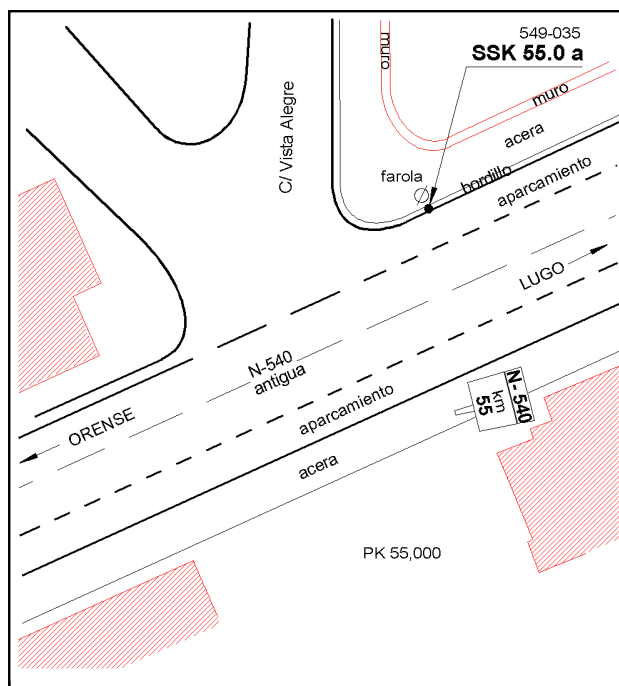 549-035
SSK 55.0 a
muro
muro
acera
C/ Vista Alegre
farola
bordillo
aparcamiento
LUGO
N-540
antigua
ORENSE
aparcamiento
acera
N- 540
km
55
PK 55,000